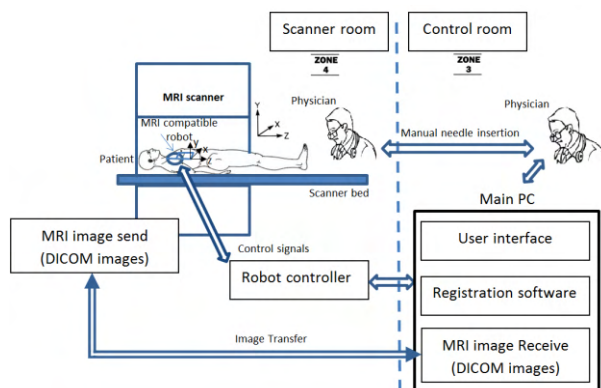 Scanner room
Control room
ZONE
4
ZONE
3
MRI scanner
Physician
Physician
MRI compatible
robot
Y
X
Z
y
x
z
Manual needle insertion
Patient
Scanner bed
Main PC
MRI image send
(DICOM images)
Control signals
User interface
Robot controller
Registration software
Image Transfer
MRI image Receive
(DICOM images)